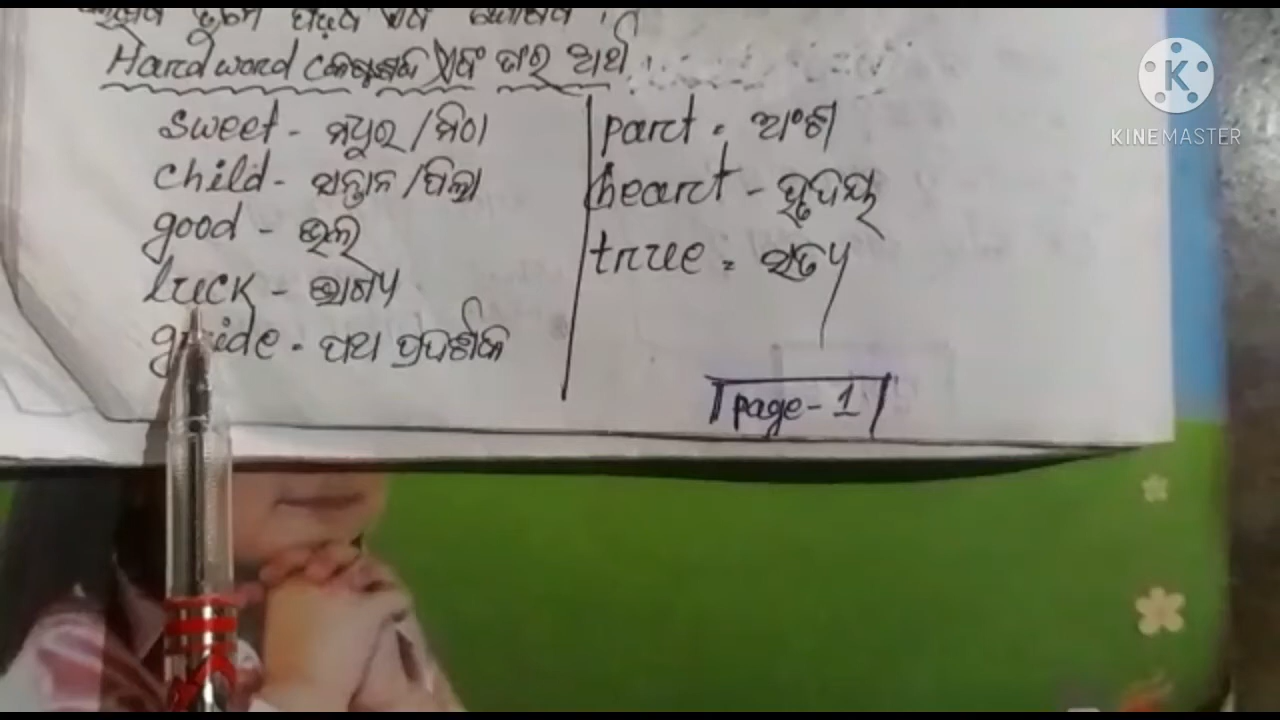 Hard word କେଇଗୋଟି ଏବଂ ତାର ଅର୍ଥ
sweet - ମଧୁର / ମିଠା
child - ସନ୍ତାନ / ପିଲା
good - ଭଲ
luck - ଭାଗ୍ୟ
guide - ପଥ ପ୍ରଦର୍ଶକ
part - ଅଂଶ
heart - ହୃଦୟ
true - ସତ୍ୟ
page - 1
K
KINEMASTER